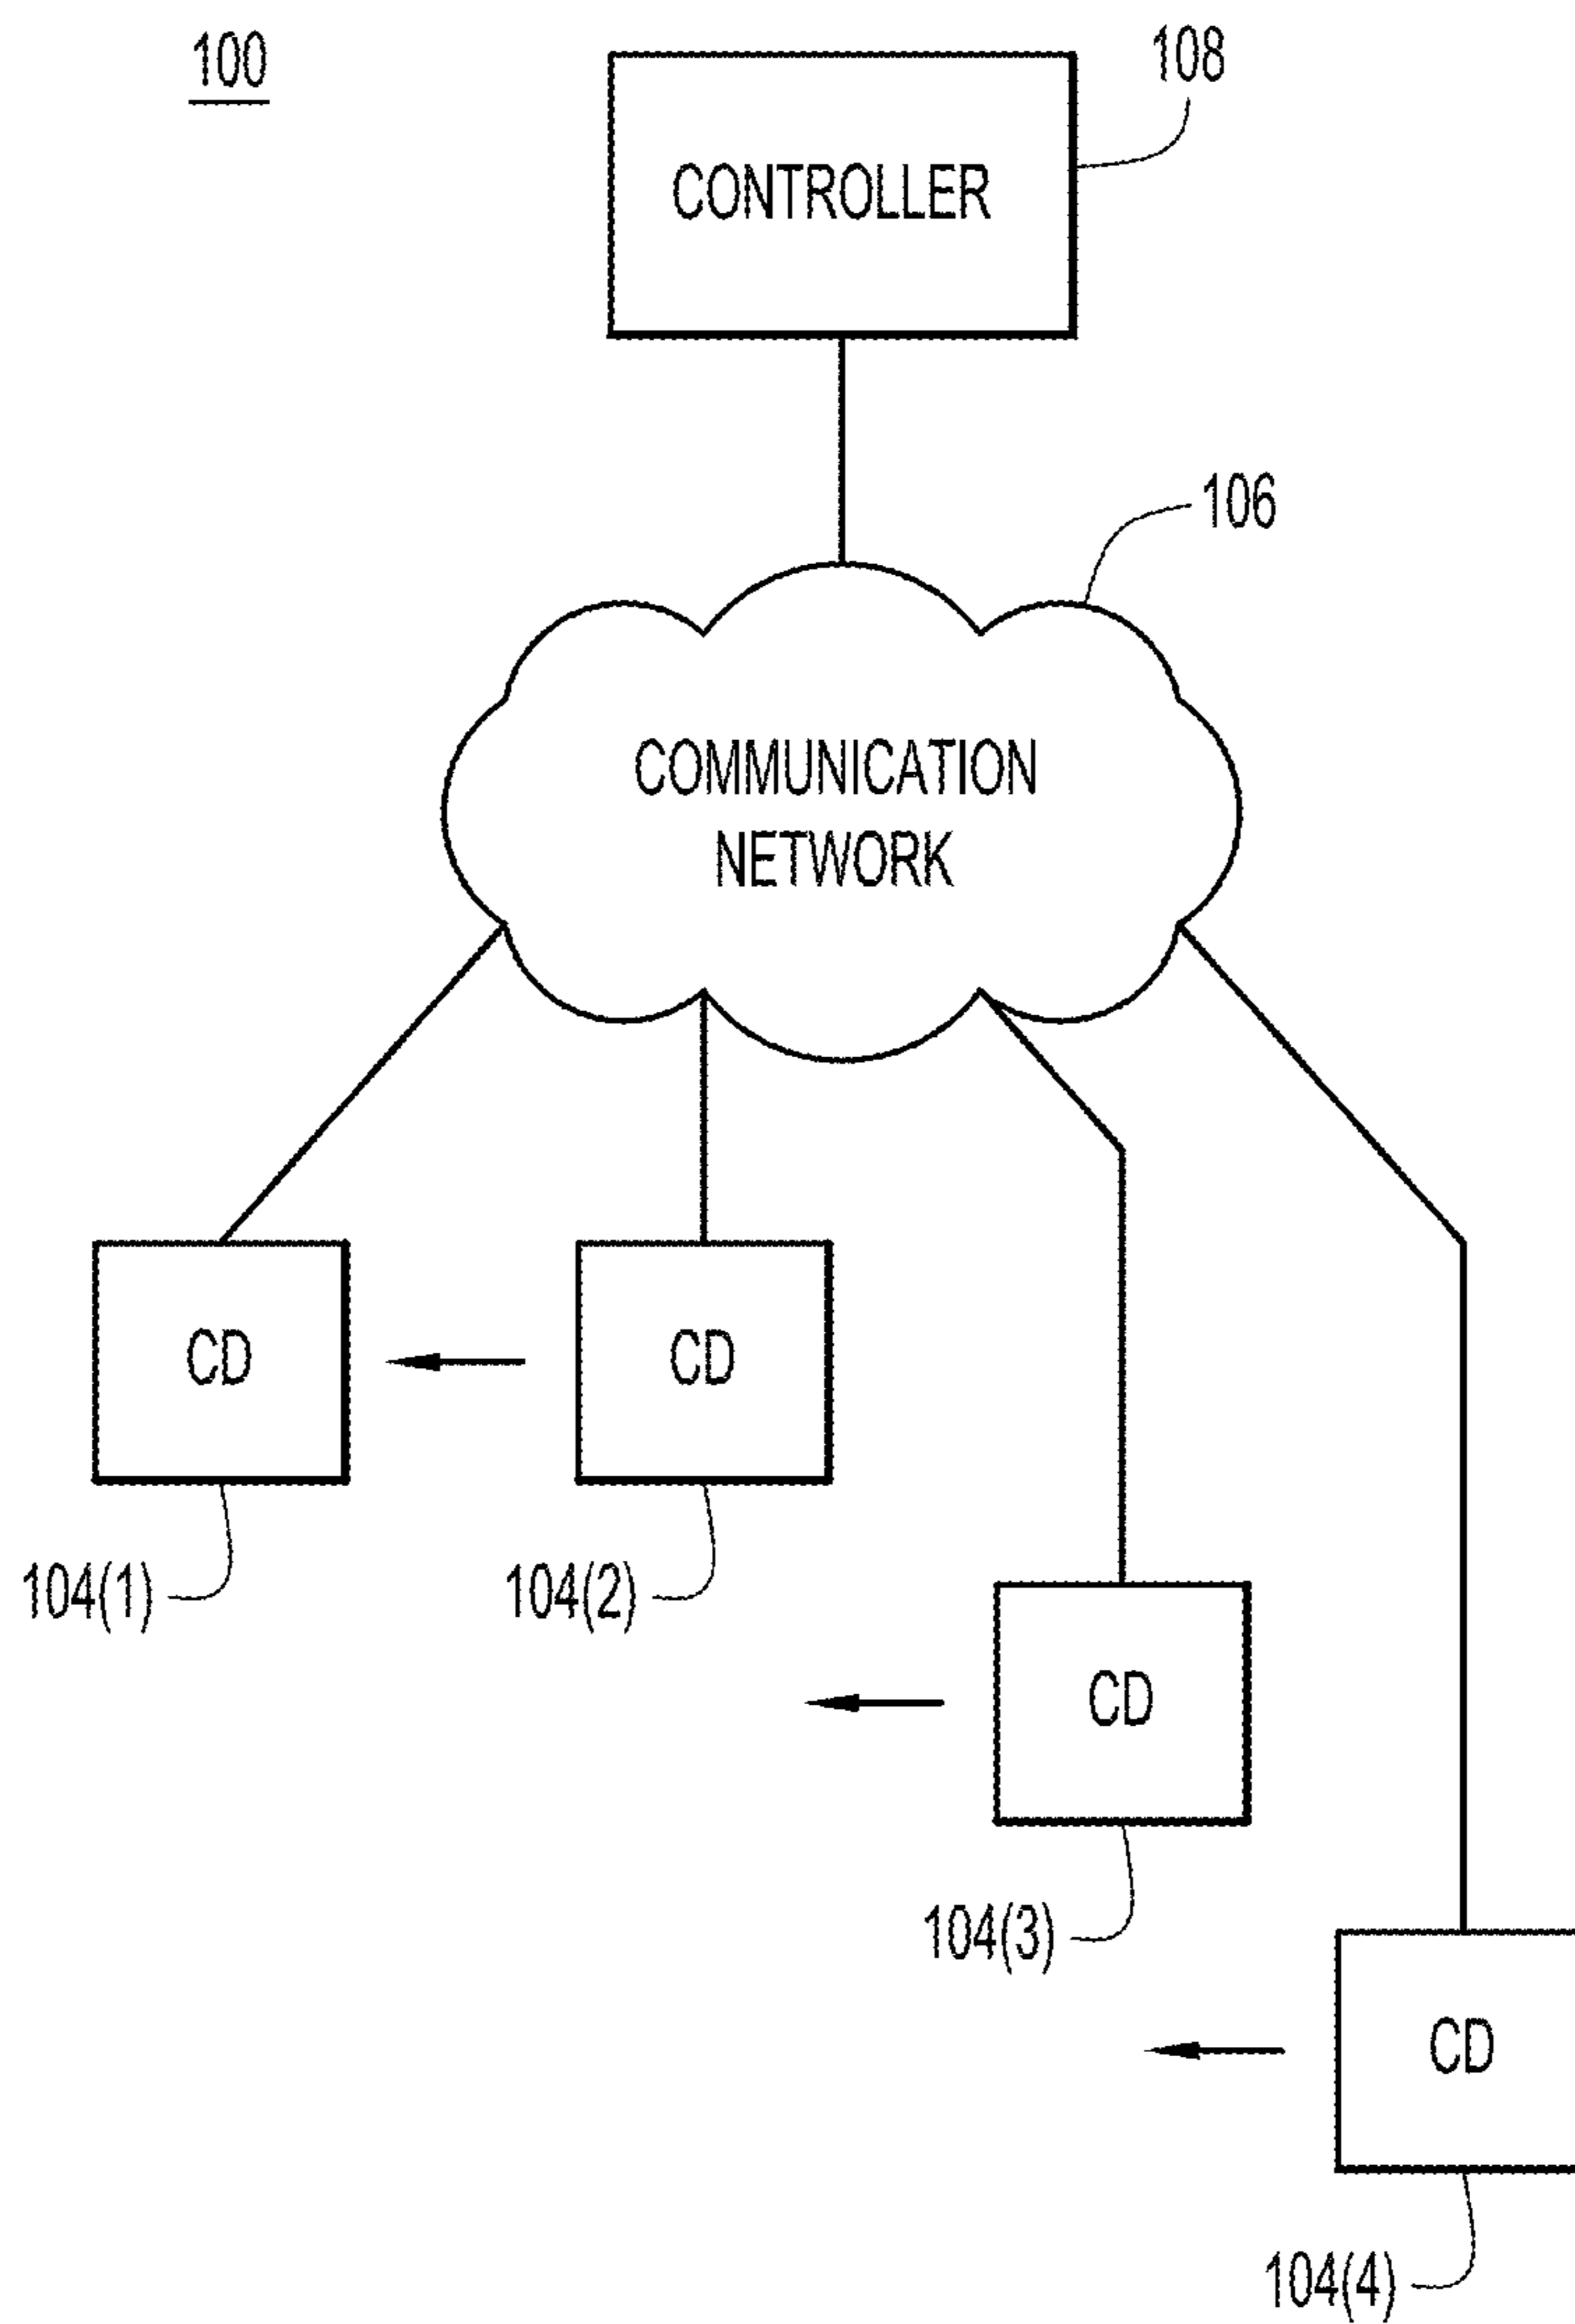 100
108
CONTROLLER
106
COMMUNICATION
NETWORK
CD
CD
104(1)
104(2)
CD
104(3)
CD
104(4)